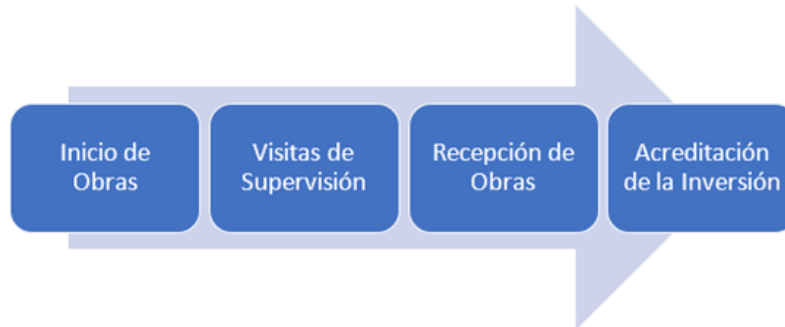 Inicio de
Obras
Visitas de
Supervisión
Recepción de
Obras
Acreditación
de la Inversión